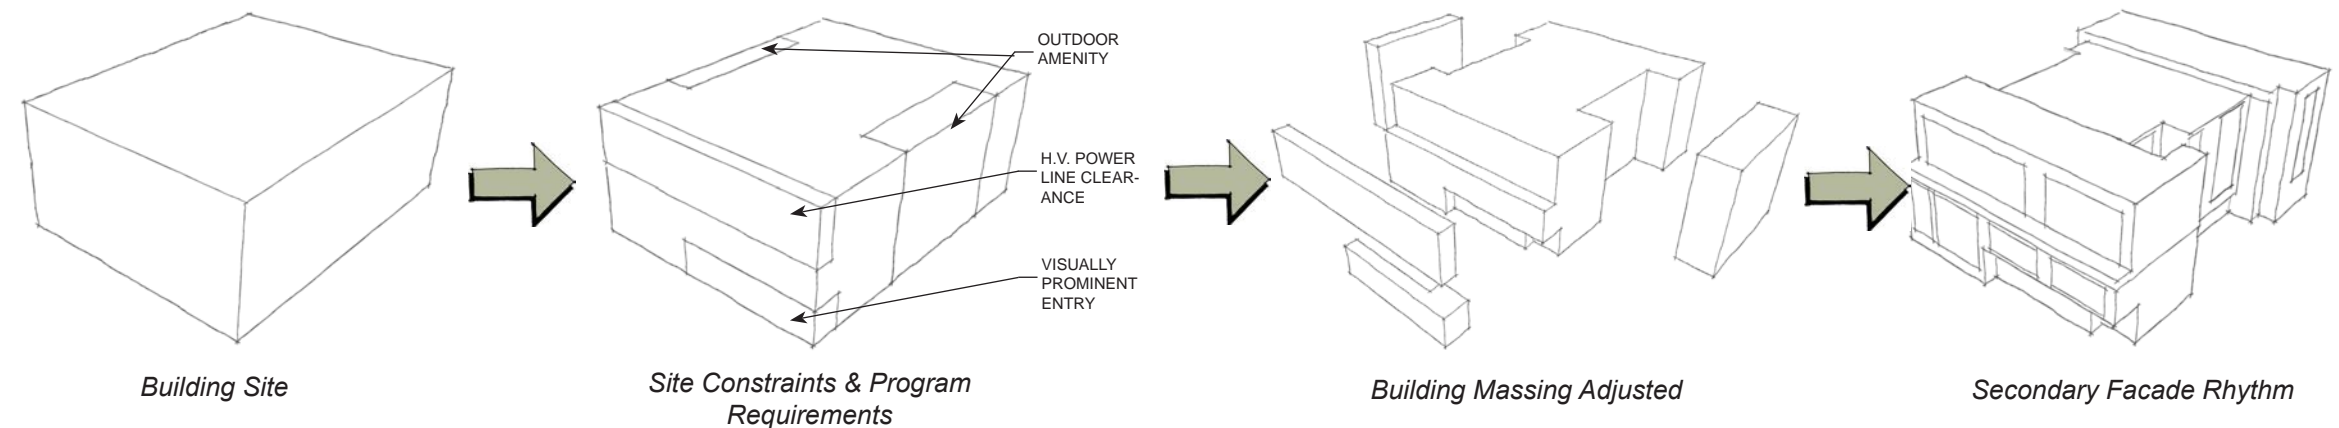 OUTDOOR
AMENITY
H.V. POWER
LINE CLEAR-
ANCE
VISUALLY
PROMINENT
ENTRY
Building Site
Site Constraints & Program
Requirements
Building Massing Adjusted
Secondary Facade Rhythm